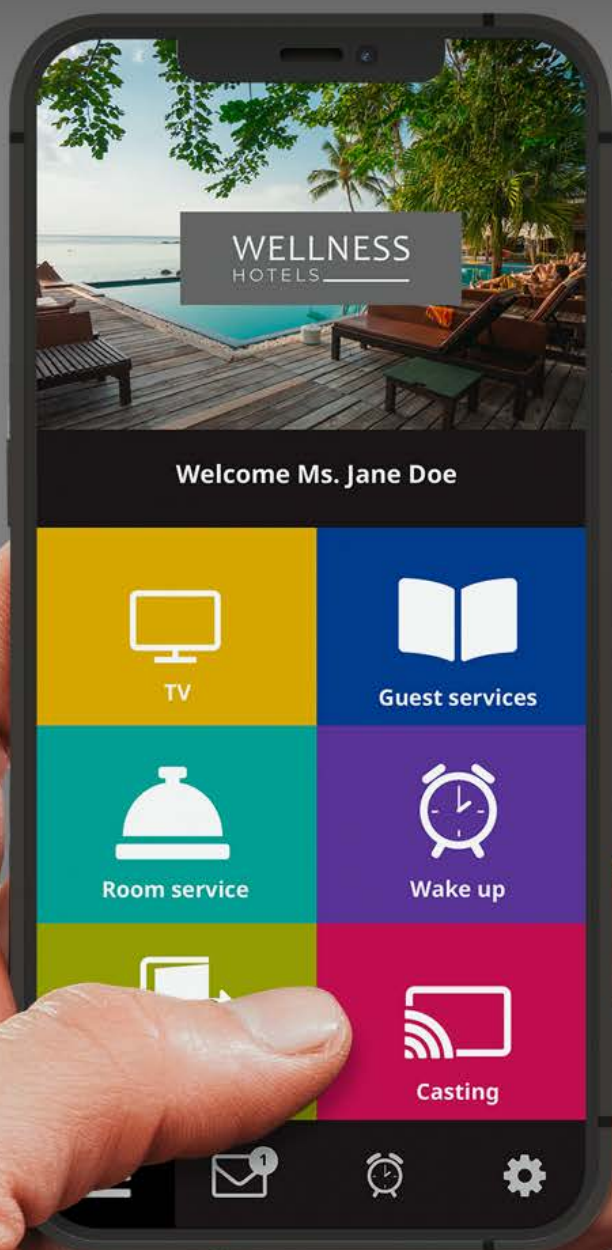 WELLNESS
HOTELS
Welcome Ms. Jane Doe
TV
Guest services
Room service
Wake up
Casting
1